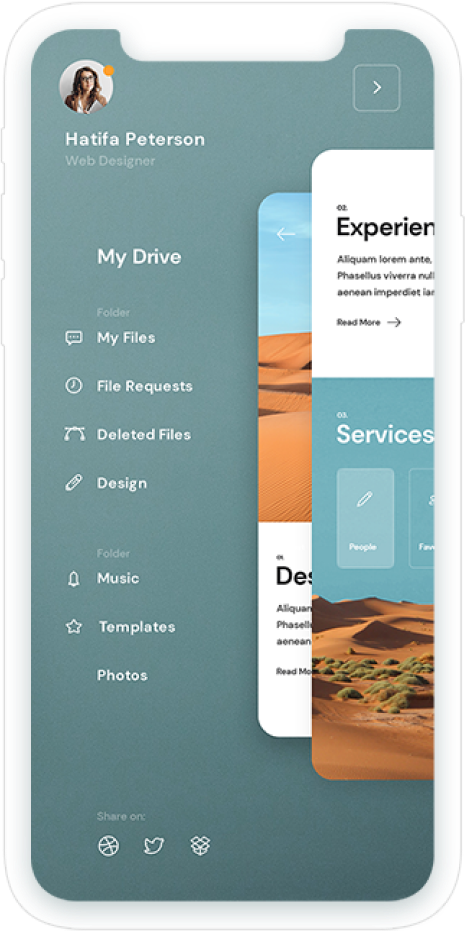 Hatifa Peterson
Web Designer
My Drive
Folder
My Files
File Requests
Deleted Files
Design
Folder
Music
Templates
Photos
Share on:
02.
Experien
Aliquam lorem ante,
Phasellus viverra null
aenean imperdiet iar
Read More
03.
Services
People
Fav
01.
Des
Aliquan
Phasell
aenean
Read Mo